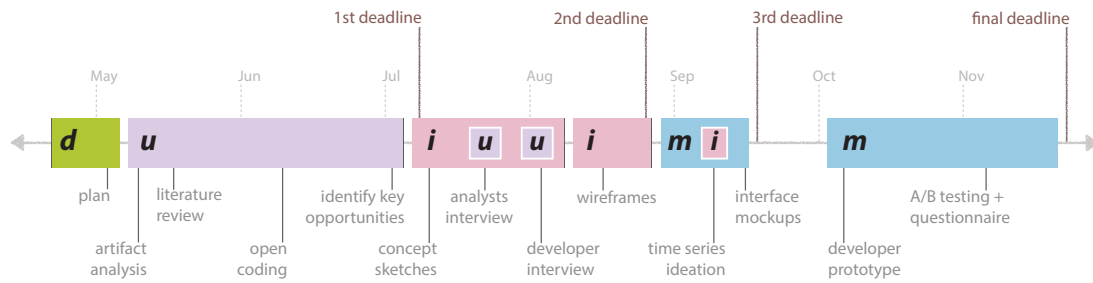 1st deadline
2nd deadline
3rd deadline
final deadline
May
Jun
Jul
Aug
Sep
Oct
Nov
d
u
i
u
u
i
m
i
m
plan
literature
review
identify key
opportunities
analysts
interview
wireframes
interface
mockups
A/B testing +
questionnaire
artifact
analysis
open
coding
concept
sketches
developer
interview
time series
ideation
developer
prototype